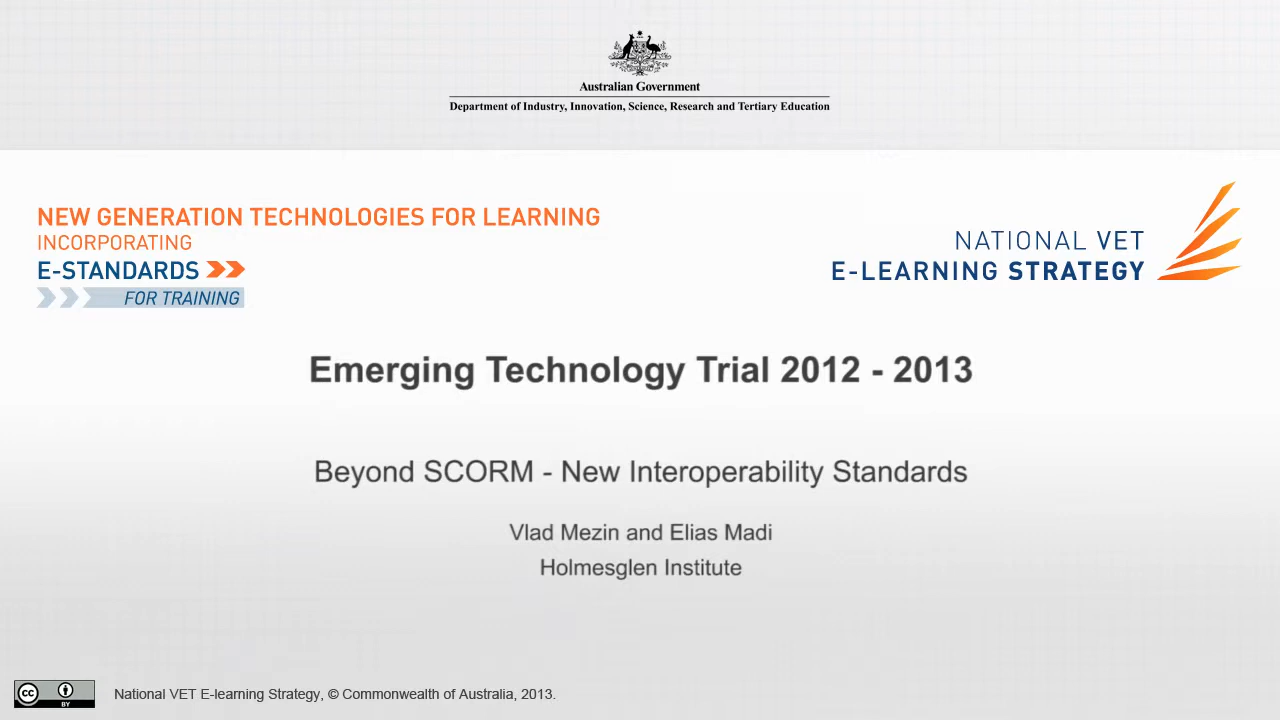 Australian Government
Department of Industry, Innovation, Science, Research and Tertiary Education
NEW GENERATION TECHNOLOGIES FOR LEARNING
INCORPORATING
E-STANDARDS
FOR TRAINING
NATIONAL VET
E-LEARNING STRATEGY
Emerging Technology Trial 2012 - 2013
Beyond SCORM - New Interoperability Standards
Vlad Mezin and Elias Madi
Holmesglen Institute
cc
BY
National VET E-learning Strategy, © Commonwealth of Australia, 2013.